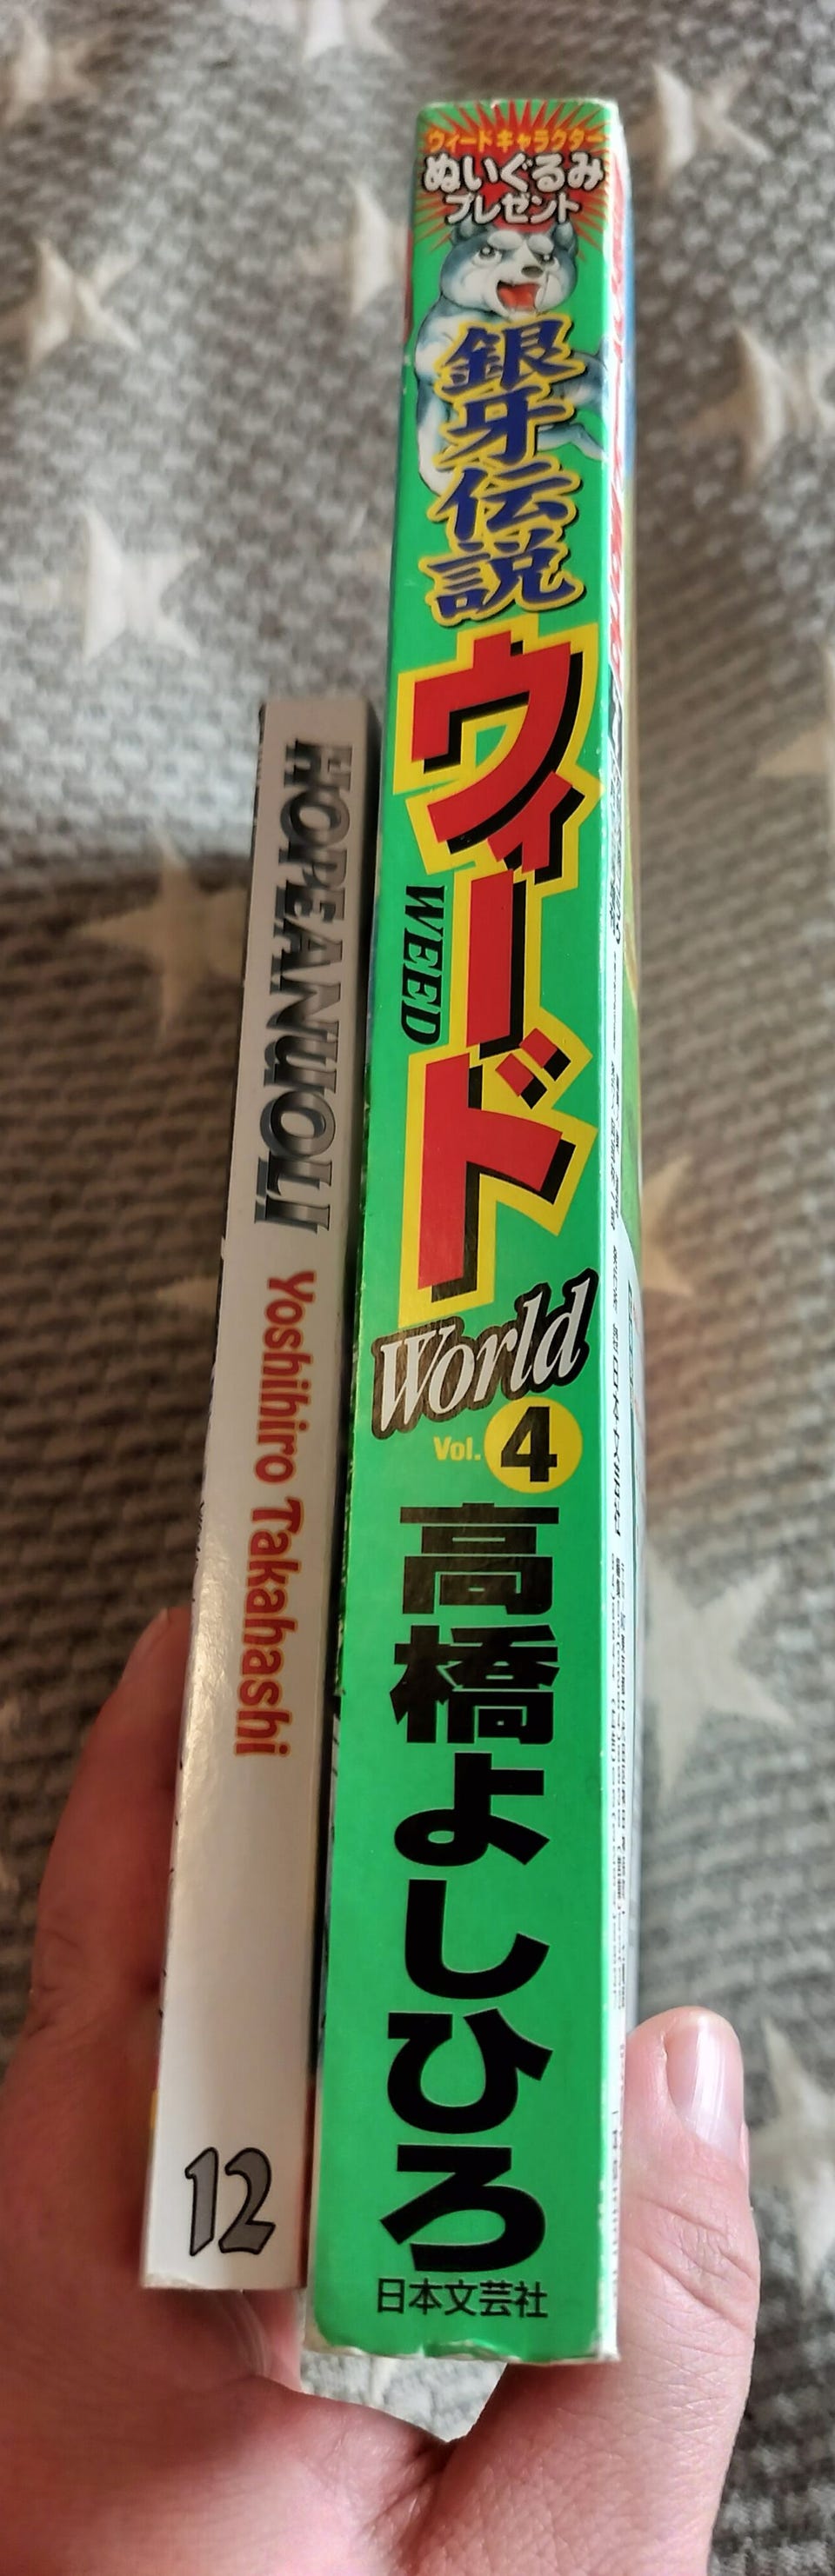 HOPEANUOLI
Yoshihiro Takahashi
12
ウィードキャラクター
ぬいぐるみ
プレゼント
銀牙伝説
ウィード
WEED
World
Vol. 4
高橋よしひろ
日本文芸社